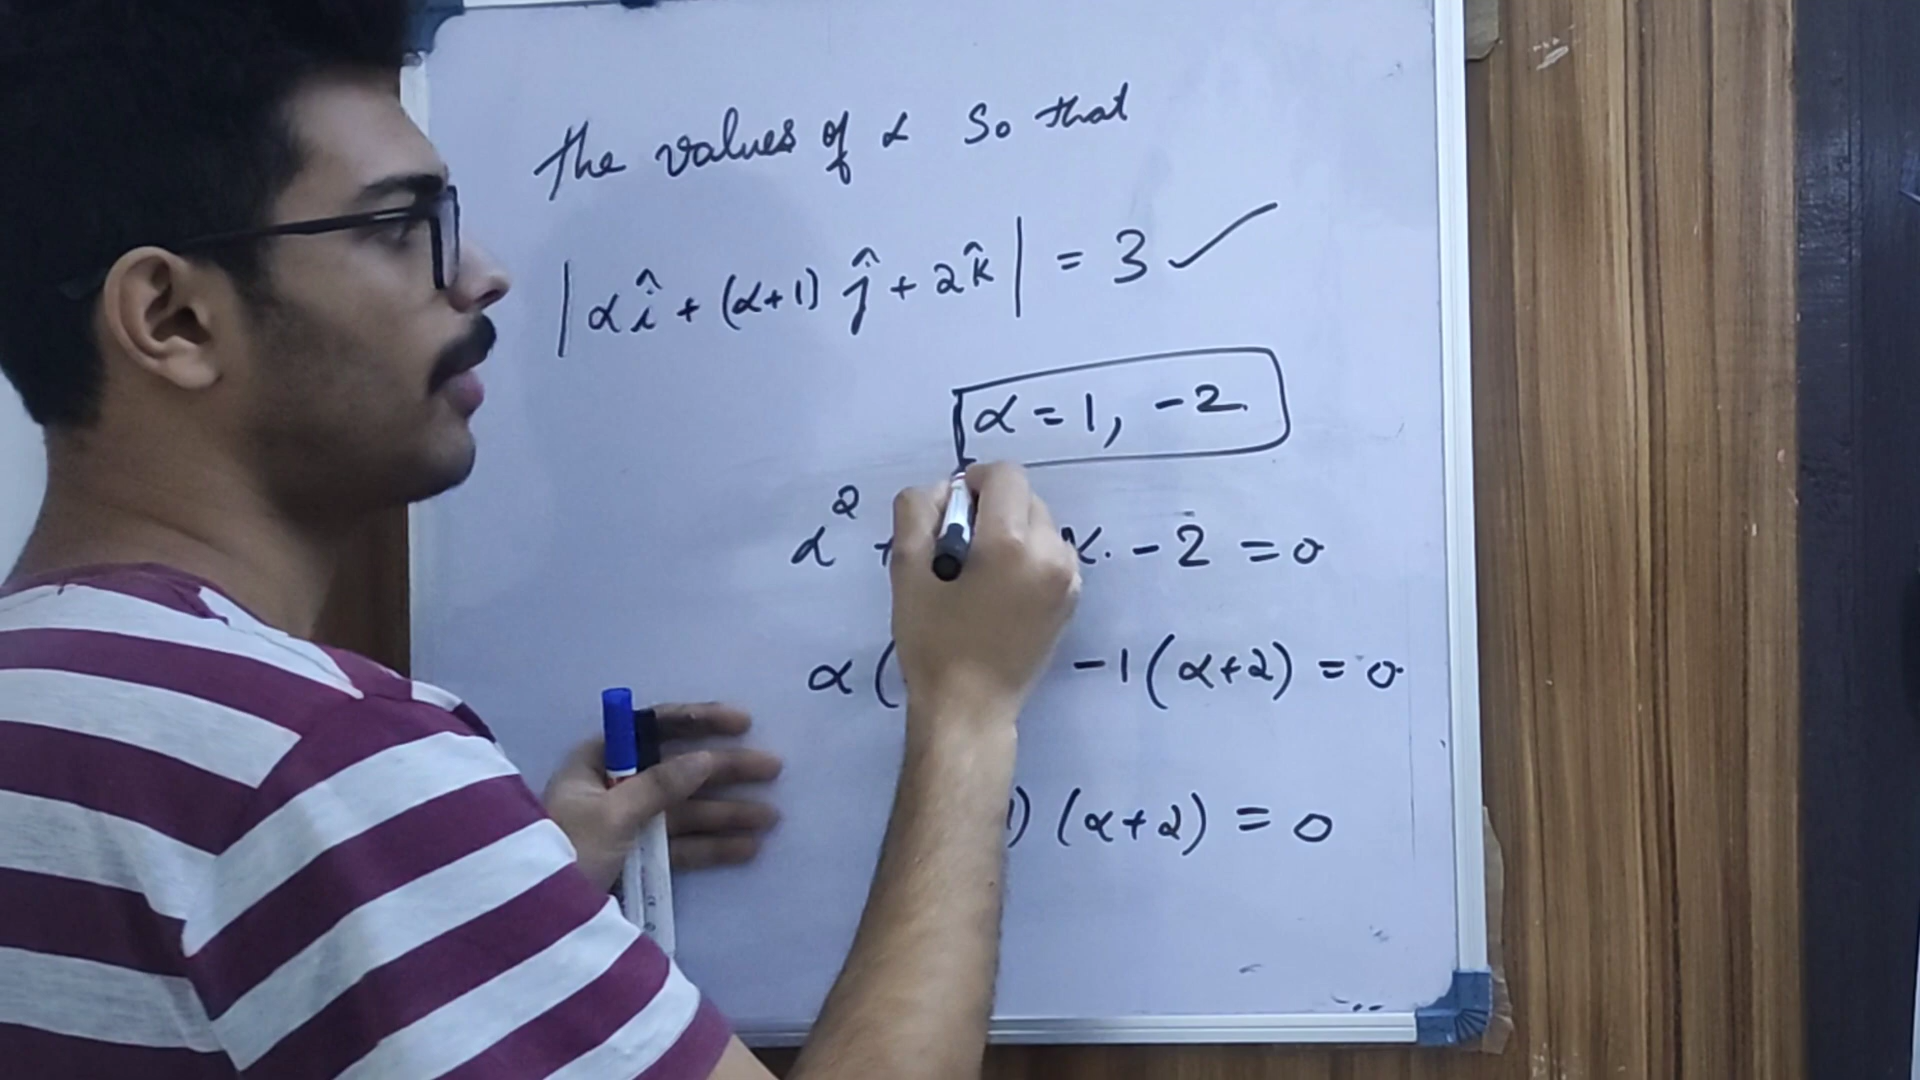 the values of α so that
| αî + (α+1) ĵ + 2k̂ | = 3 ✓
α = 1, -2
α² + α - 2 = 0
α ( -1 (α+2) = 0
) (α+2) = 0